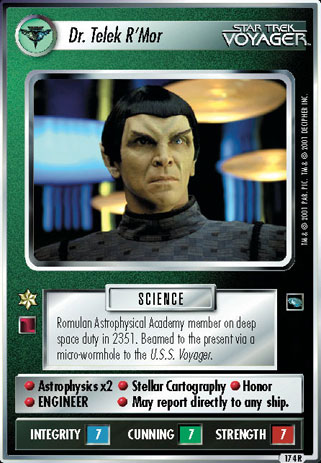 Dr. Telek R'Mor
STAR TREK
VOYAGER™
TM & © 2001 PAR. PIC. TM & © 2001 DECIPHER INC.
SCIENCE
Romulan Astrophysical Academy member on deep
space duty in 2351. Beamed to the present via a
micro-wormhole to the U.S.S. Voyager.
Astrophysics x2 Stellar Cartography Honor
ENGINEER May report directly to any ship.
INTEGRITY 7 CUNNING 7 STRENGTH 7
174 R